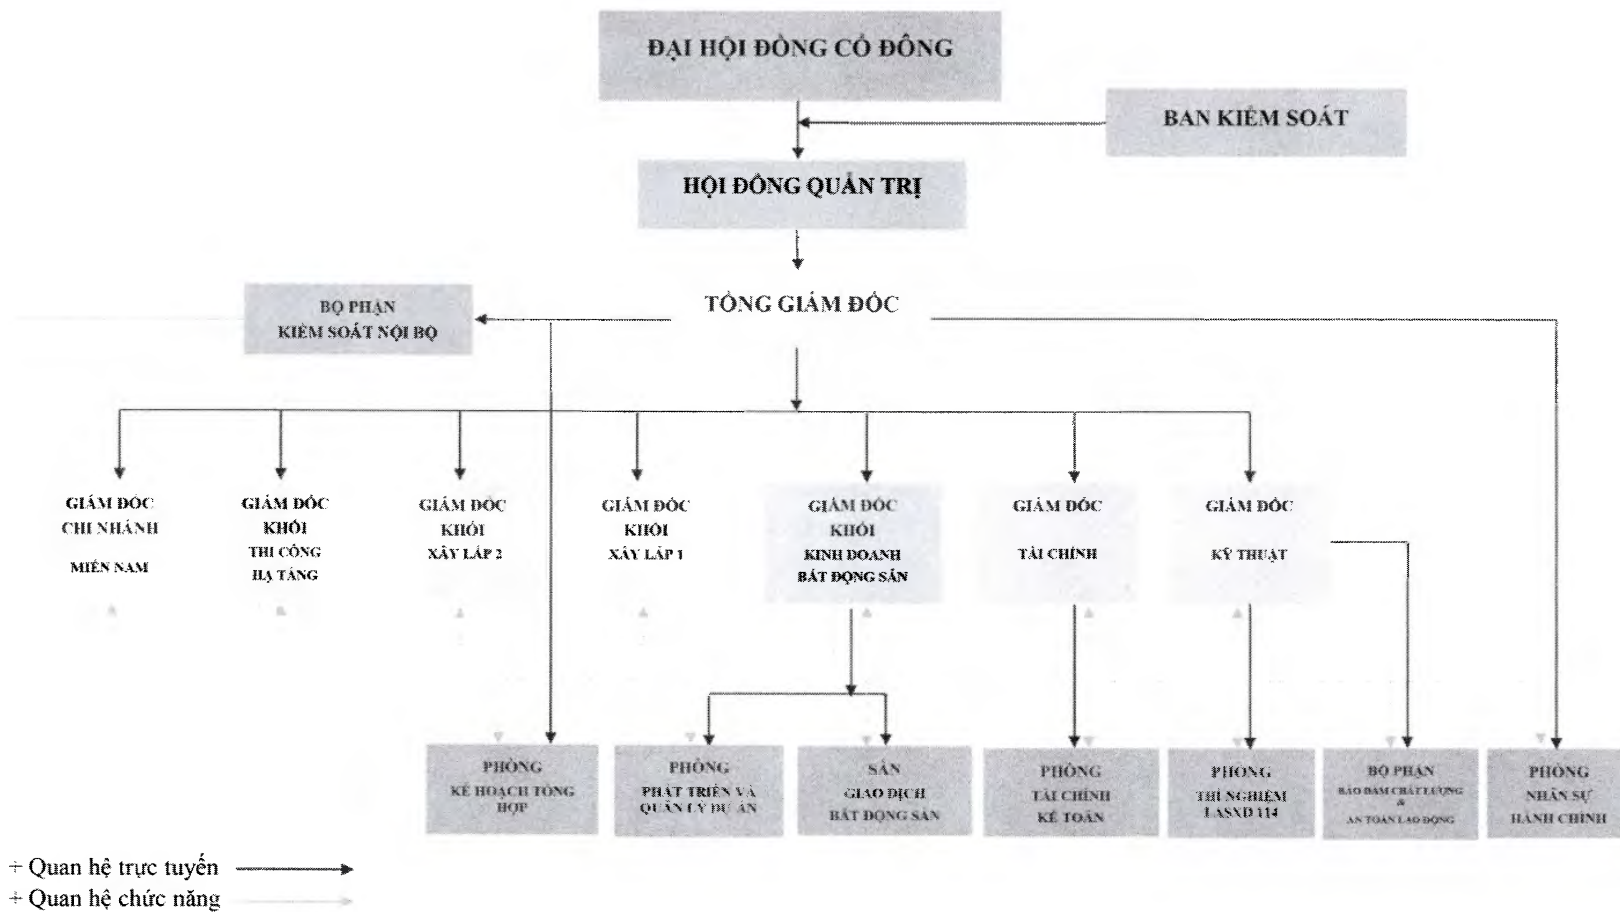 ĐẠI HỘI ĐỒNG CỔ ĐÔNG
BAN KIỂM SOÁT
HỘI ĐỒNG QUẢN TRỊ
TỔNG GIÁM ĐỐC
BỘ PHẬN
KIỂM SOÁT NỘI BỘ
GIÁM ĐỐC
CHI NHÁNH
MIỀN NAM
GIÁM ĐỐC
KHỐI
THI CÔNG
HẠ TẦNG
GIÁM ĐỐC
KHỐI
XÂY LẮP 2
GIÁM ĐỐC
KHỐI
XÂY LẮP 1
GIÁM ĐỐC
KHỐI
KINH DOANH
BẤT ĐỘNG SẢN
GIÁM ĐỐC
TÀI CHÍNH
GIÁM ĐỐC
KỸ THUẬT
PHÒNG
KẾ HOẠCH TỔNG
HỢP
PHÒNG
PHÁT TRIỂN VÀ
QUẢN LÝ DỰ ÁN
SÀN
GIAO DỊCH
BẤT ĐỘNG SẢN
PHÒNG
TÀI CHÍNH
KẾ TOÁN
PHÒNG
THÍ NGHIỆM
LASXD 114
BỘ PHẬN
BẢO ĐẢM CHẤT LƯỢNG
&
AN TOÀN LAO ĐỘNG
PHÒNG
NHÂN SỰ
HÀNH CHÍNH
+ Quan hệ trực tuyến
+ Quan hệ chức năng